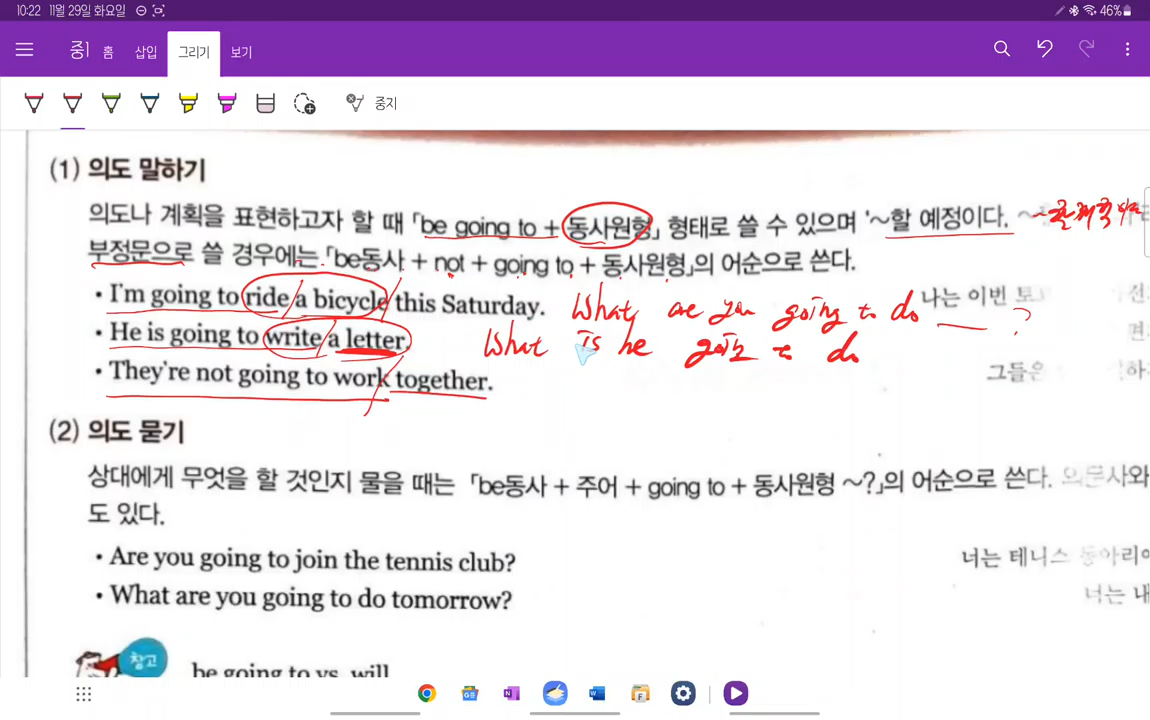 10:22 11월 29일 화요일 46%
중1 홈 삽입 그리기 보기
중지
(1) 의도 말하기
의도나 계획을 표현하고자 할 때 「be going to + 동사원형」 형태로 쓸 수 있으며 '~할 예정이다. ~
부정문으로 쓸 경우에는 「be동사 + not + going to + 동사원형」의 어순으로 쓴다.
• I'm going to ride a bicycle this Saturday. What are you going to do ? 나는 이번 토
• He is going to write a letter. What is he going to do
• They're not going to work together. 그들은
(2) 의도 묻기
상대에게 무엇을 할 것인지 물을 때는 「be동사 + 주어 + going to + 동사원형 ~?」의 어순으로 쓴다. 의문사와
도 있다.
• Are you going to join the tennis club? 너는 테니스 동아리에
• What are you going to do tomorrow? 너는 내
참고 be going to vs. will